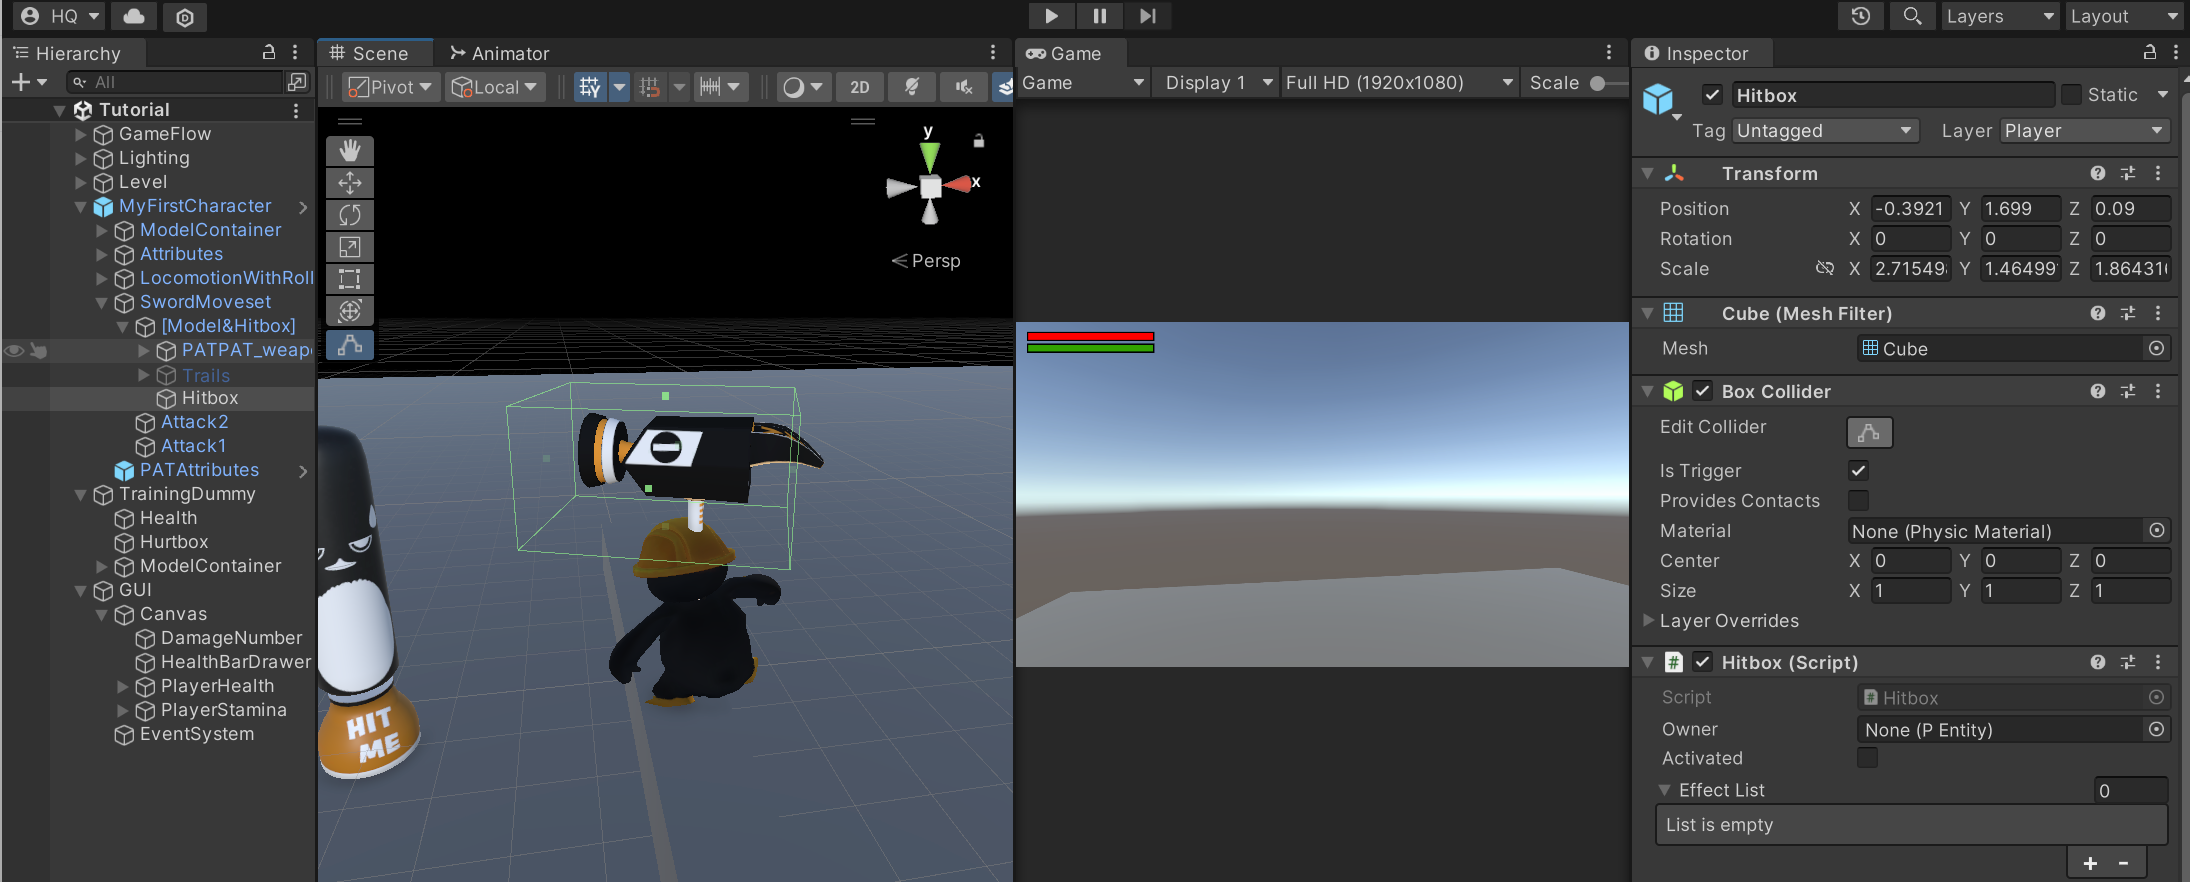 HQ
Layers
Layout
Hierarchy
All
Tutorial
GameFlow
Lighting
Level
MyFirstCharacter
ModelContainer
Attributes
LocomotionWithRoll
SwordMoveset
[Model&Hitbox]
PATPAT_weap
Trails
Hitbox
Attack2
Attack1
PATAttributes
TrainingDummy
Health
Hurtbox
ModelContainer
GUI
Canvas
DamageNumber
HealthBarDrawer
PlayerHealth
PlayerStamina
EventSystem
Scene
Animator
Pivot
Local
2D
y
x
Persp
HIT
ME
Game
Game
Display 1
Full HD (1920x1080)
Scale
Inspector
Hitbox
Static
Tag Untagged
Layer Player
Transform
Position X -0.3921 Y 1.699 Z 0.09
Rotation X 0 Y 0 Z 0
Scale X 2.71549 Y 1.46499 Z 1.86431
Cube (Mesh Filter)
Mesh Cube
Box Collider
Edit Collider
Is Trigger
Provides Contacts
Material None (Physic Material)
Center X 0 Y 0 Z 0
Size X 1 Y 1 Z 1
Layer Overrides
# Hitbox (Script)
Script # Hitbox
Owner None (P Entity)
Activated
Effect List 0
List is empty
+ -